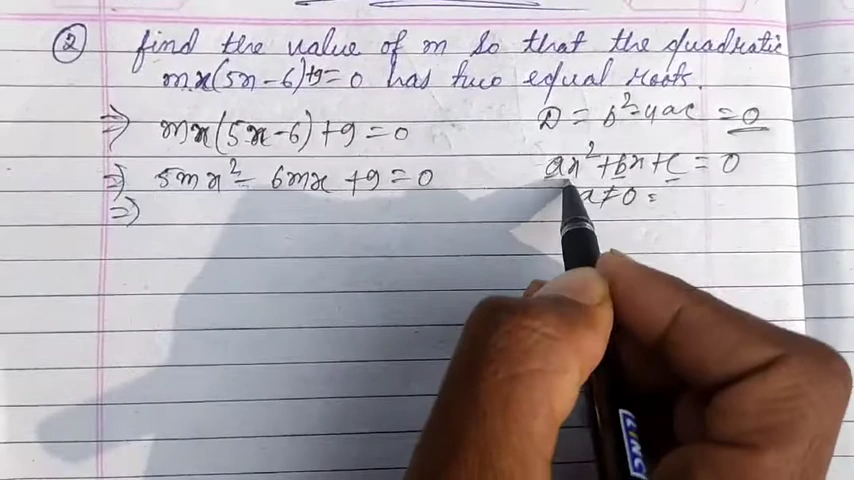 ② find the value of m so that the quadratic
mx(5x-6)+9=0 has two equal roots.
⇒ mx(5x-6)+9=0
D = b²-4ac =0
⇒ 5mx² - 6mx +9=0
ax²+bx+c=0
⇒
a≠0 =